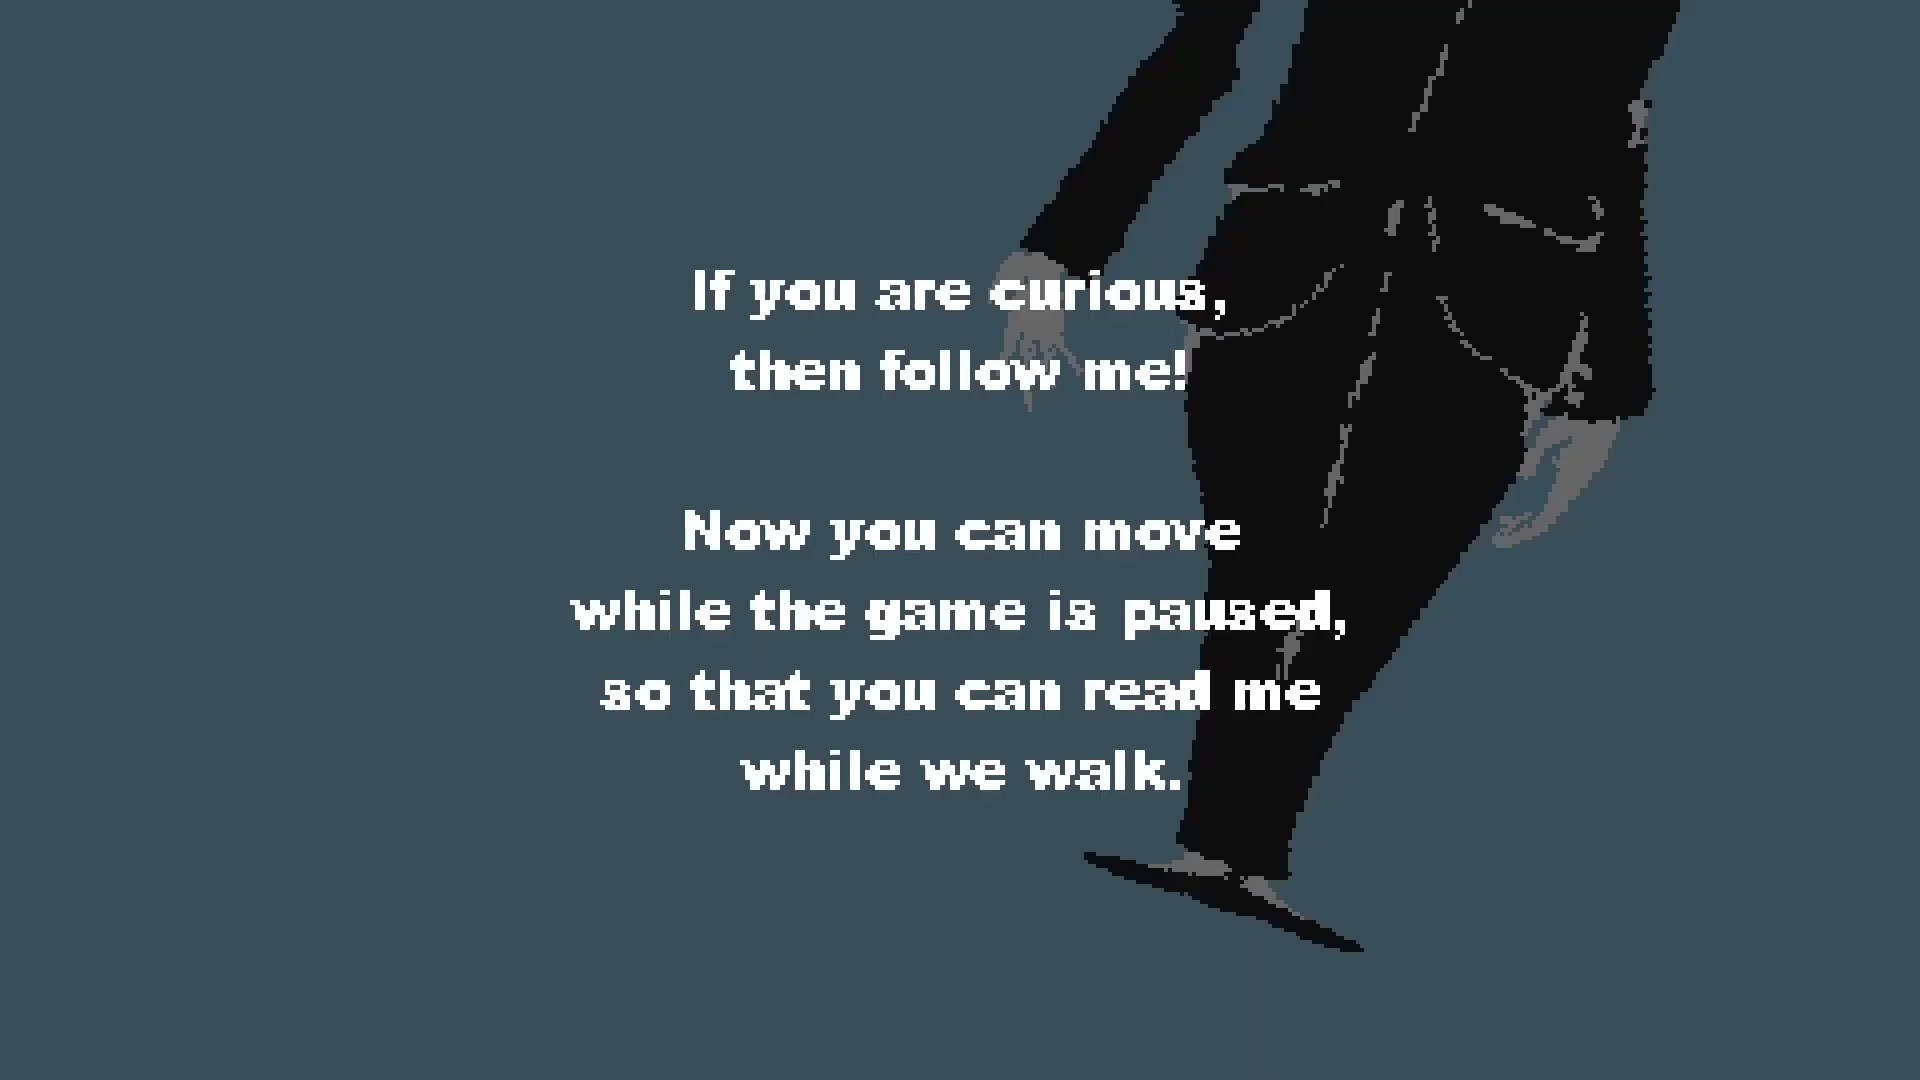 If you are curious,
then follow me!
Now you can move
while the game is paused,
so that you can read me
while we walk.